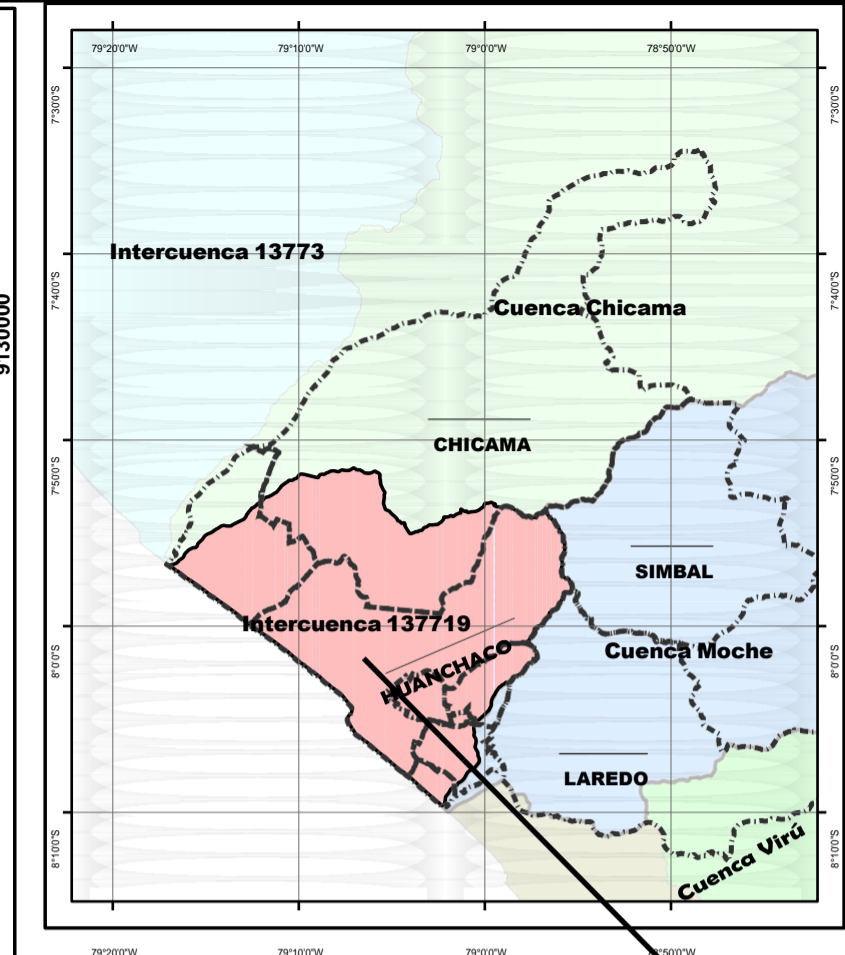 79°20'0"W 79°10'0"W 79°0'0"W 78°50'0"W
7°30'0"S 7°30'0"S
Intercuenca 13773
7°40'0"S 7°40'0"S
Cuenca Chicama
9130000
CHICAMA
7°50'0"S 7°50'0"S
SIMBAL
Intercuenca 137719
Cuenca Moche
HUANCHACO
8°0'0"S 8°0'0"S
LAREDO
8°10'0"S 8°10'0"S
Cuenca Virú
79°20'0"W 79°10'0"W 79°0'0"W 78°50'0"W